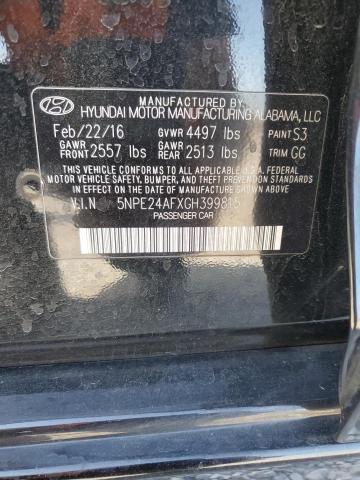 MANUFACTURED BY
HYUNDAI MOTOR MANUFACTURING ALABAMA, LLC
Feb/22/16 GVWR 4497 lbs PAINT S3
GAWR FRONT 2557 lbs GAWR REAR 2513 lbs TRIM GG
THIS VEHICLE CONFORMS TO ALL APPLICABLE U.S.A. FEDERAL
MOTOR VEHICLE SAFETY, BUMPER, AND THEFT PREVENTION
STANDARDS IN EFFECT ON THE DATE OF MANUFACTURE
SHOWN ABOVE.
V.I.N 5NPE24AFXGH399815
PASSENGER CAR